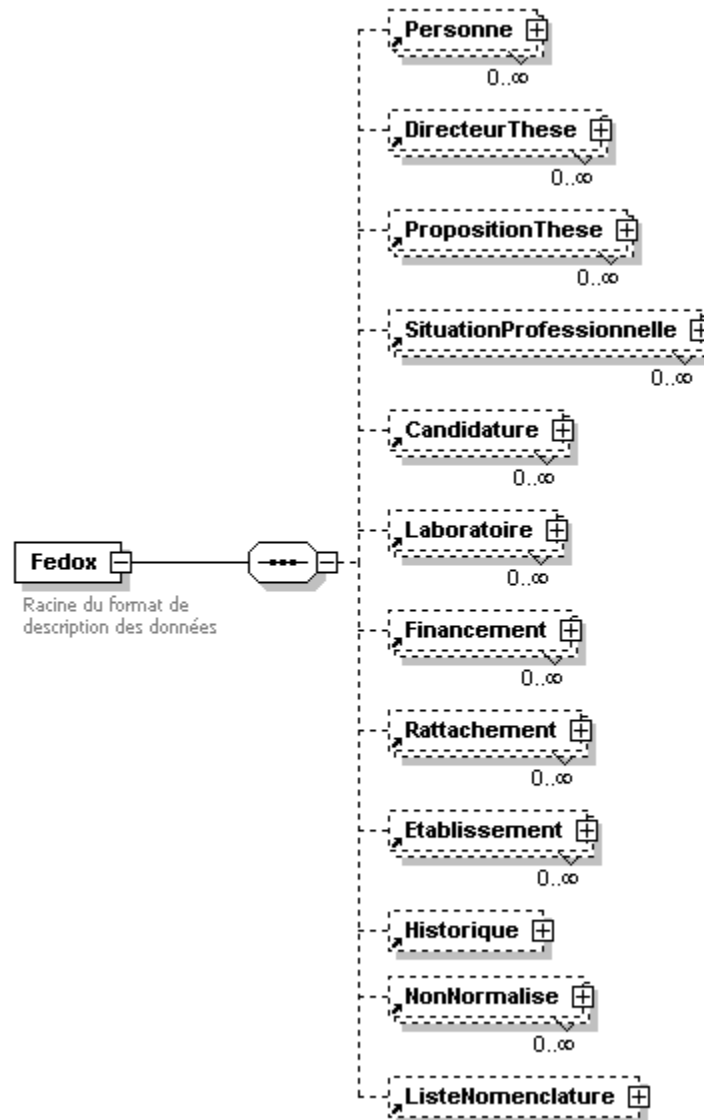 Personne
0..∞
DirecteurThese
0..∞
PropositionThese
0..∞
SituationProfessionnelle
0..∞
Candidature
0..∞
Laboratoire
0..∞
Fedox
Racine du format de
description des données
Financement
0..∞
Rattachement
0..∞
Etablissement
0..∞
Historique
NonNormalise
0..∞
ListeNomenclature